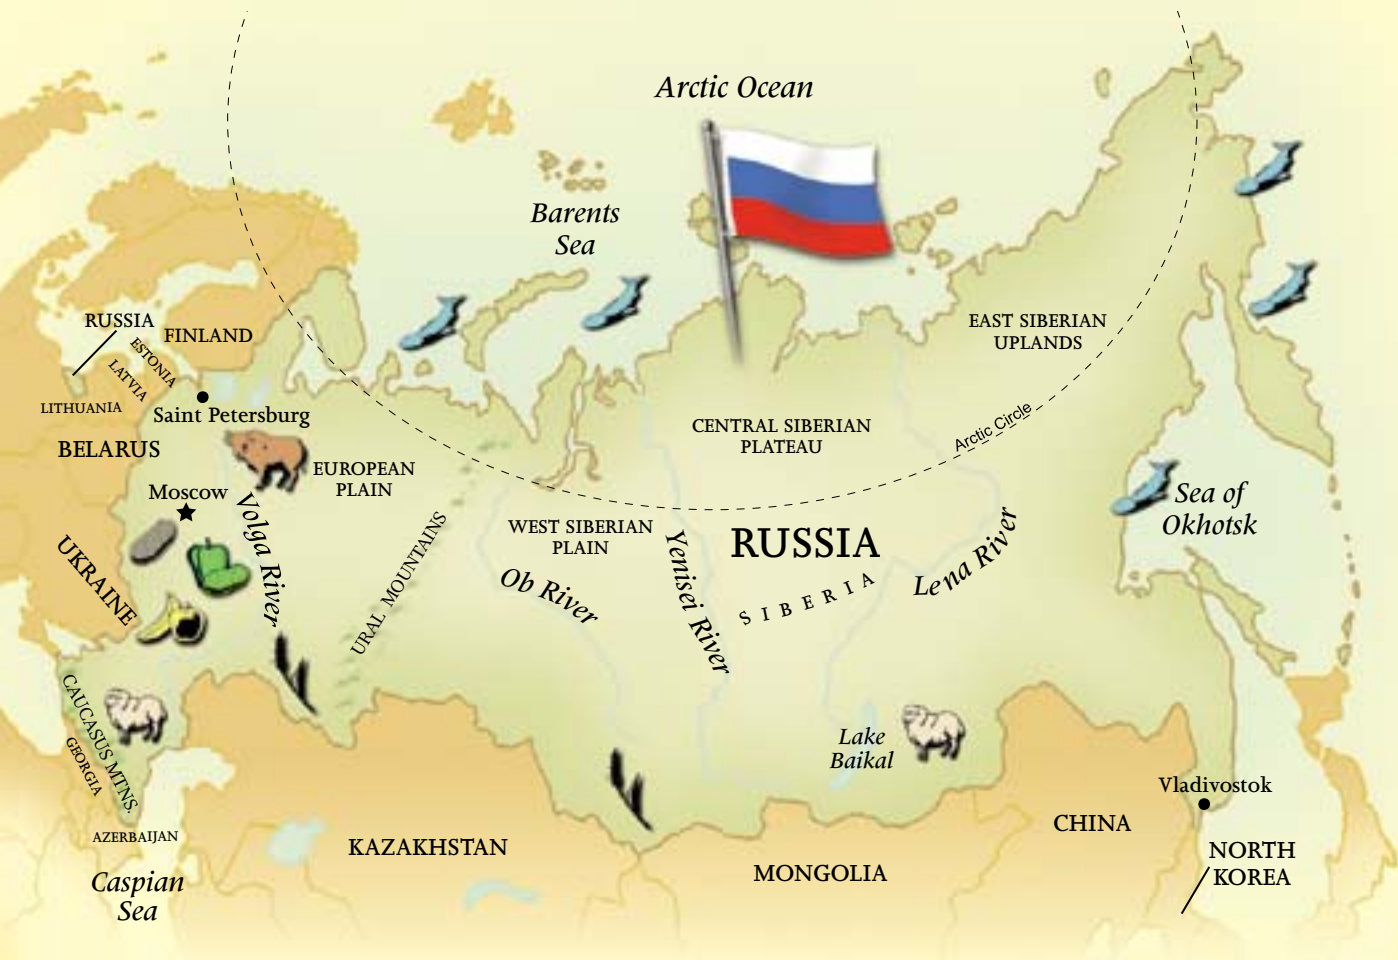 Arctic Ocean
Barents
Sea
RUSSIA
FINLAND
ESTONIA
LATVIA
LITHUANIA
Saint Petersburg
BELARUS
EUROPEAN
PLAIN
Moscow
Volga River
UKRAINE
URAL MOUNTAINS
WEST SIBERIAN
PLAIN
Ob River
Yenisei River
CENTRAL SIBERIAN
PLATEAU
EAST SIBERIAN
UPLANDS
Arctic Circle
RUSSIA
SIBERIA
Lena River
Sea of
Okhotsk
CAUCASUS MTNS.
GEORGIA
AZERBAIJAN
Caspian
Sea
KAZAKHSTAN
Lake
Baikal
MONGOLIA
CHINA
Vladivostok
NORTH
KOREA